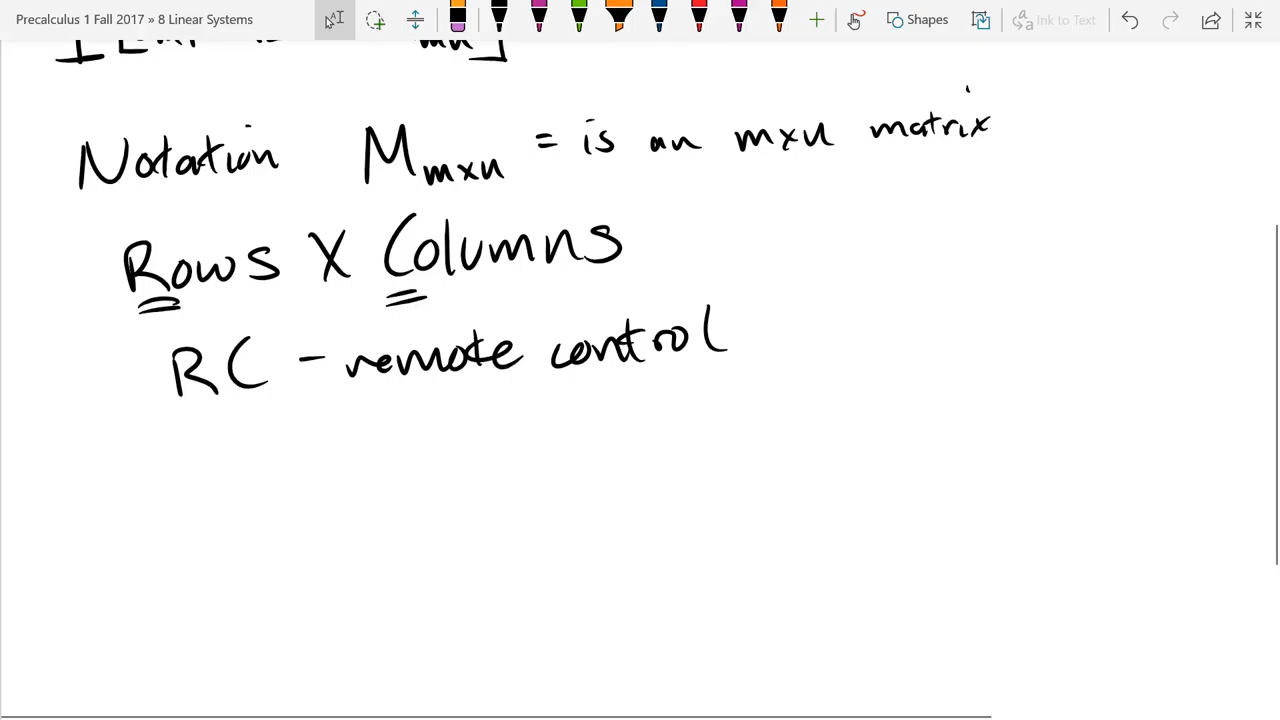 Precalculus 1 Fall 2017 » 8 Linear Systems
Shapes
Ink to Text
Notation M m×n = is an m×n matrix
Rows X Columns
RC - remote control